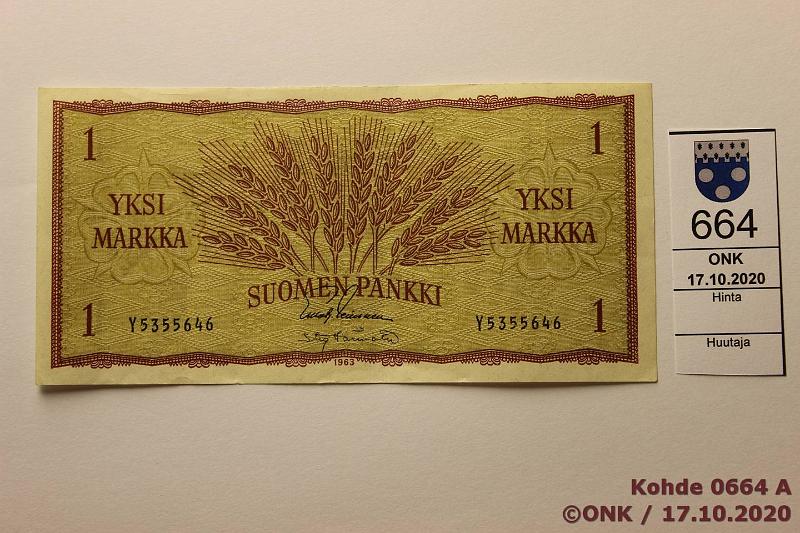 1
1
YKSI
MARKKA
YKSI
MARKKA
SUOMEN PANKKI
1
Y5355646
Y5355646
1
1963
664
ONK
17.10.2020
Hinta
Huutaja
Kohde 0664 A
©ONK / 17.10.2020